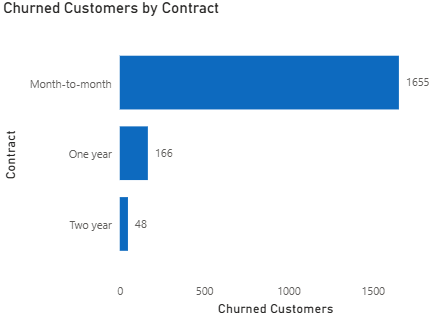 Churned Customers by Contract
Month-to-month
1655
One year
166
Two year
48
Contract
0 500 1000 1500
Churned Customers